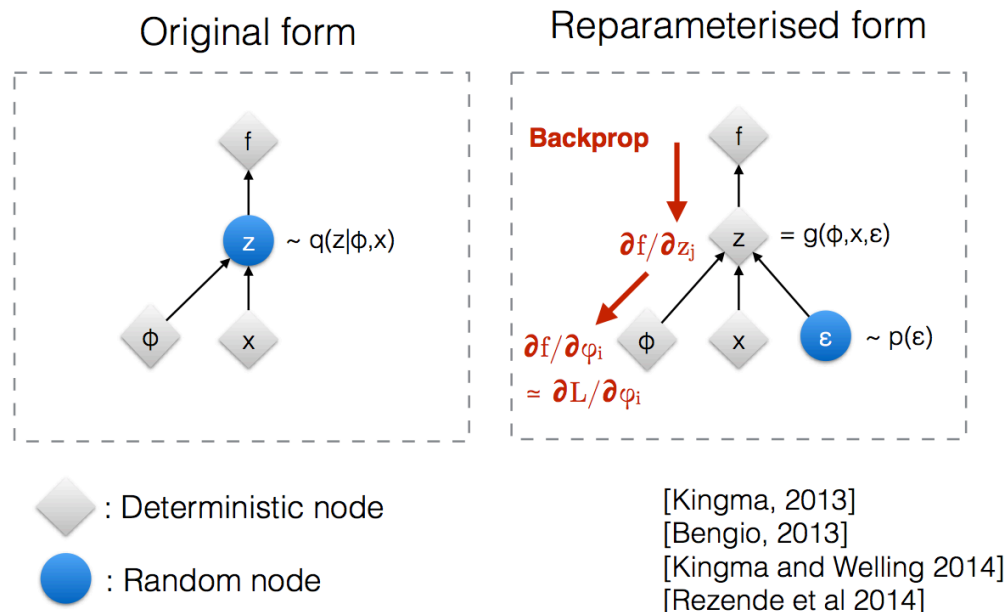 Original form
f
z
~ q(z|ϕ,x)
ϕ
x
Reparameterised form
f
Backprop
∂f/∂zj
z
= g(ϕ,x,ε)
∂f/∂φi
≃ ∂L/∂φi
ϕ
x
ε
~ p(ε)
: Deterministic node
: Random node
[Kingma, 2013]
[Bengio, 2013]
[Kingma and Welling 2014]
[Rezende et al 2014]